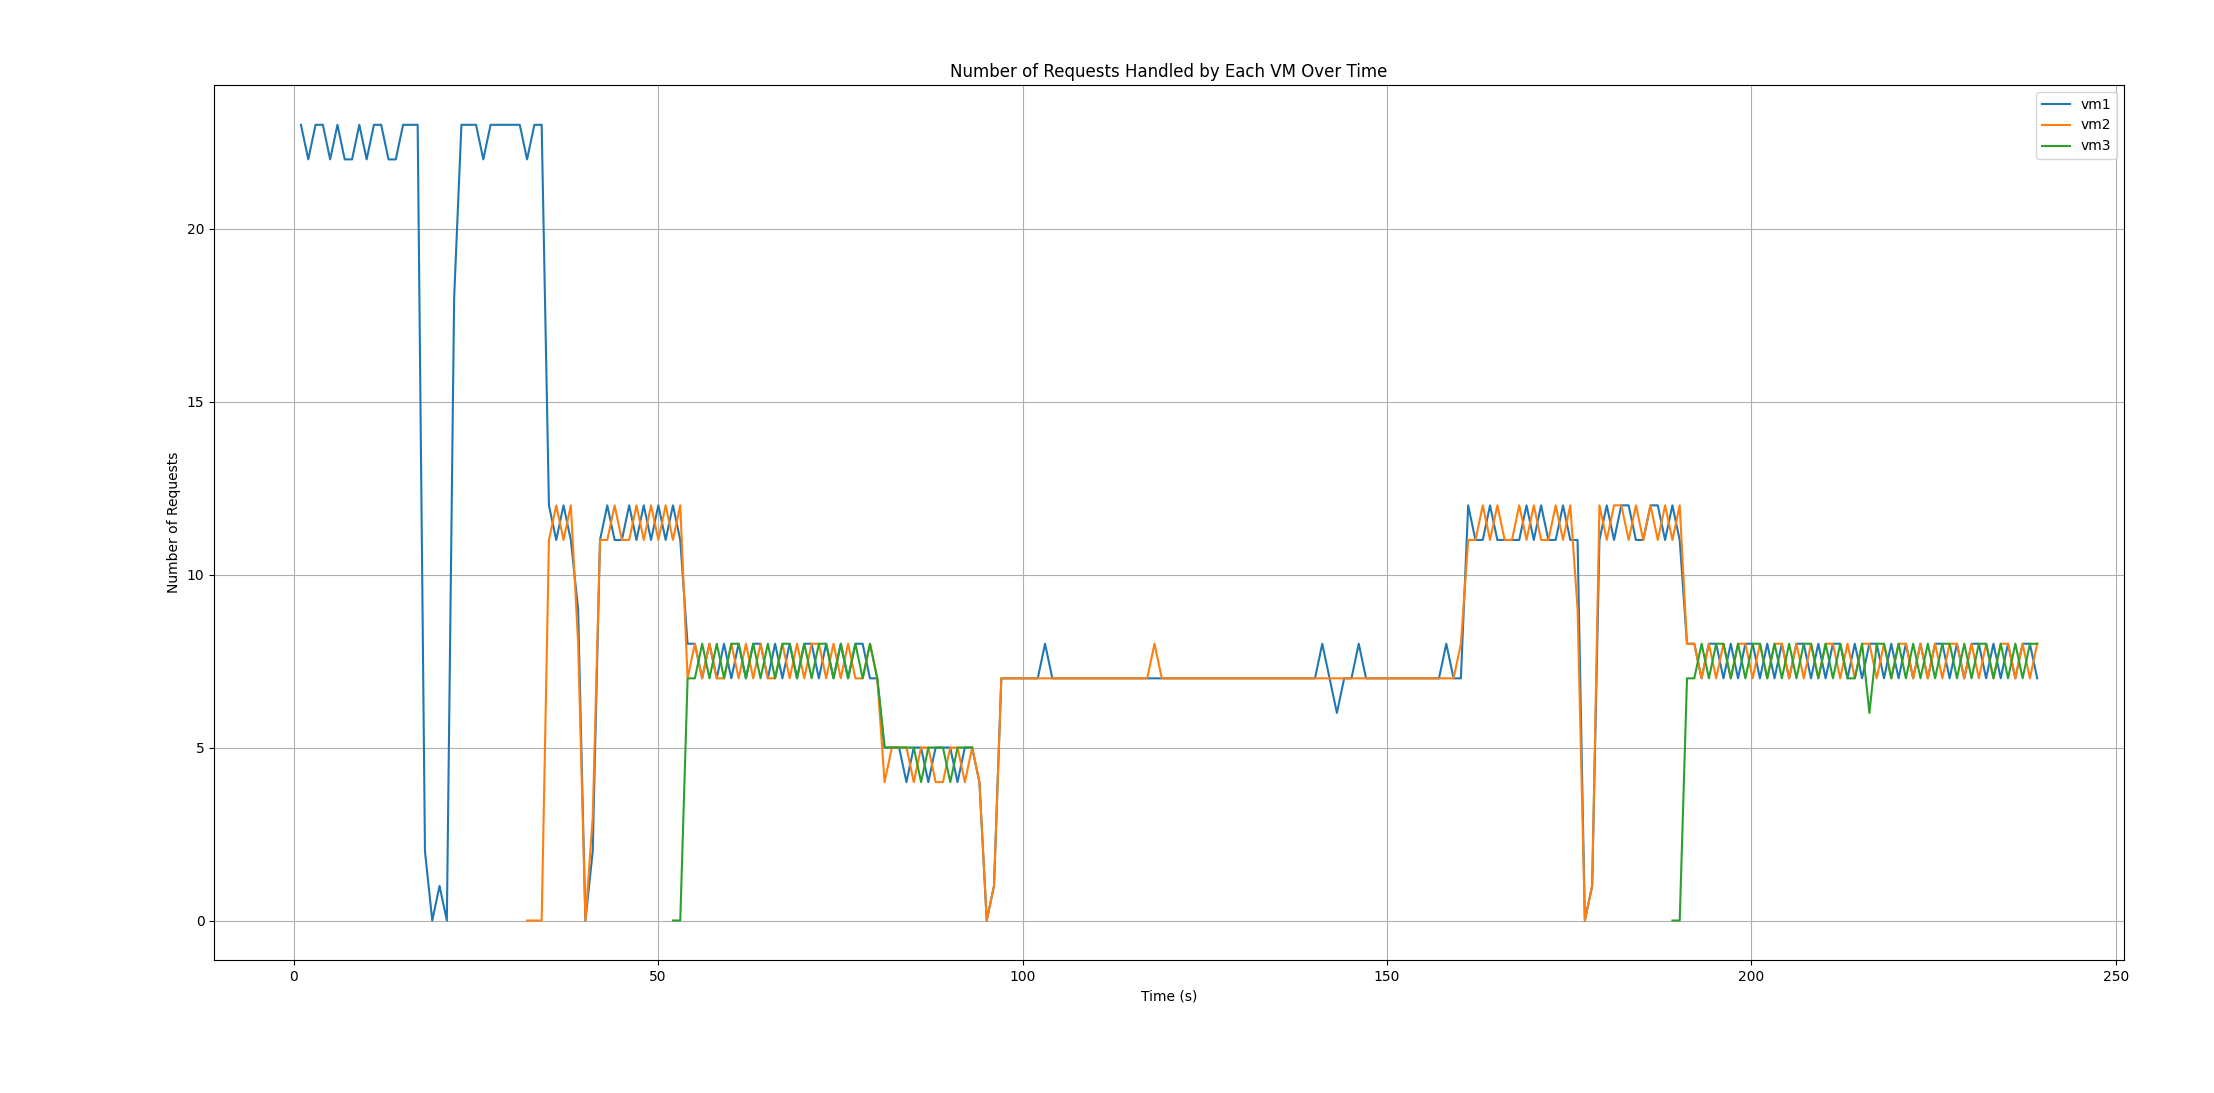 Number of Requests Handled by Each VM Over Time
vm1
vm2
vm3
20
15
10
5
0
Number of Requests
0 50 100 150 200 250
Time (s)